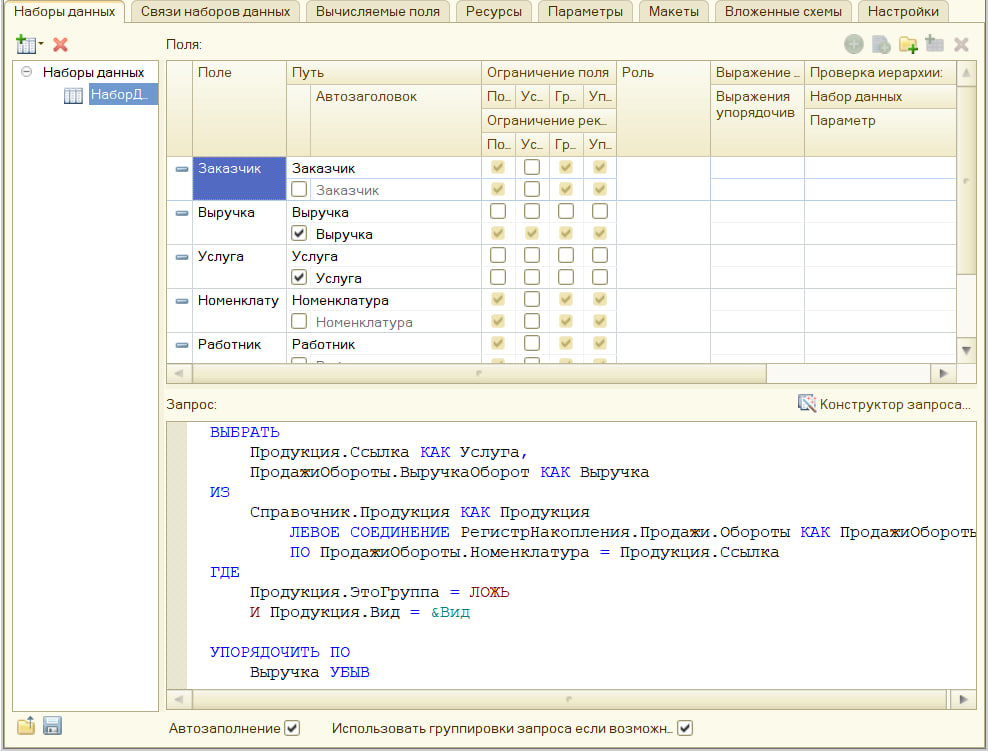 Наборы данных Связи наборов данных Вычисляемые поля Ресурсы Параметры Макеты Вложенные схемы Настройки
Поля:
Наборы данных
НаборД..
Поле Путь Ограничение поля Роль Выражение .. Проверка иерархии:
Автозаголовок По.. Ус.. Гр.. Уп.. Выражения упорядочив Набор данных
Ограничение рек.. Параметр
По.. Ус.. Гр.. Уп..
Заказчик Заказчик
Заказчик
Выручка Выручка
Выручка
Услуга Услуга
Услуга
Номенклату Номенклатура
Номенклатура
Работник Работник
Запрос: Конструктор запроса...
ВЫБРАТЬ
Продукция.Ссылка КАК Услуга,
ПродажиОбороты.ВыручкаОборот КАК Выручка
ИЗ
Справочник.Продукция КАК Продукция
ЛЕВОЕ СОЕДИНЕНИЕ РегистрНакопления.Продажи.Обороты КАК ПродажиОбороты
ПО ПродажиОбороты.Номенклатура = Продукция.Ссылка
ГДЕ
Продукция.ЭтоГруппа = ЛОЖЬ
И Продукция.Вид = &Вид
УПОРЯДОЧИТЬ ПО
Выручка УБЫВ
Автозаполнение Использовать группировки запроса если возможн..